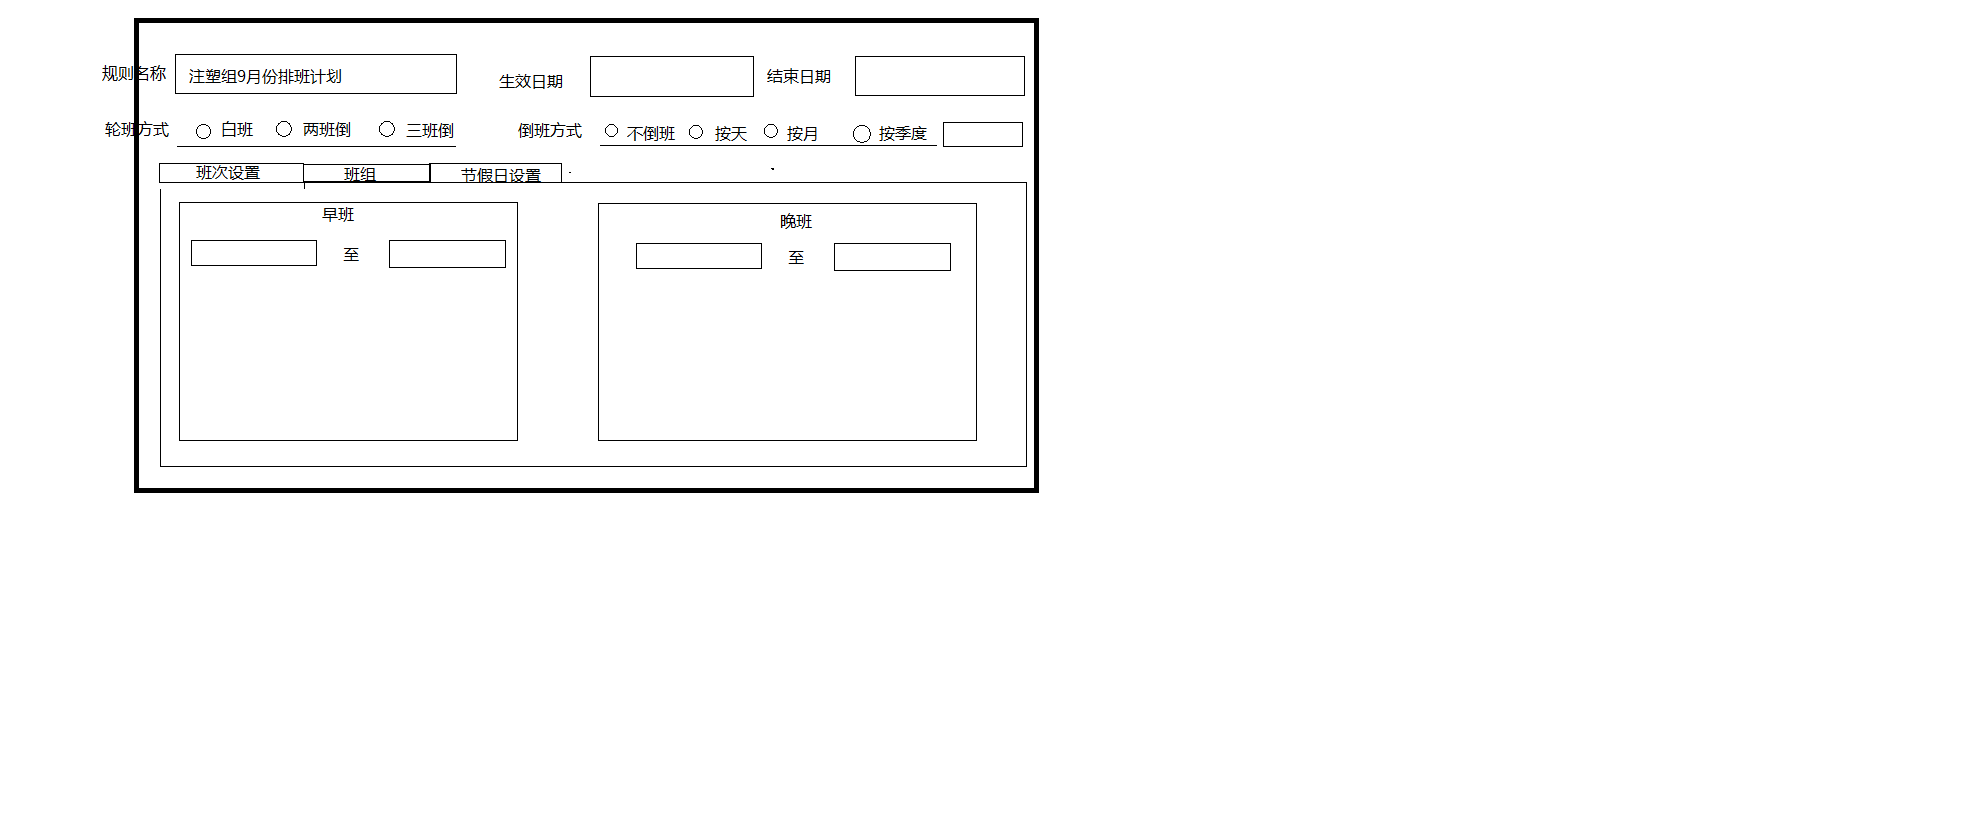 规则名称 注塑组9月份排班计划 生效日期 结束日期
轮班方式 白班 两班倒 三班倒 倒班方式 不倒班 按天 按月 按季度
班次设置 班组 节假日设置
早班 晚班
至 至